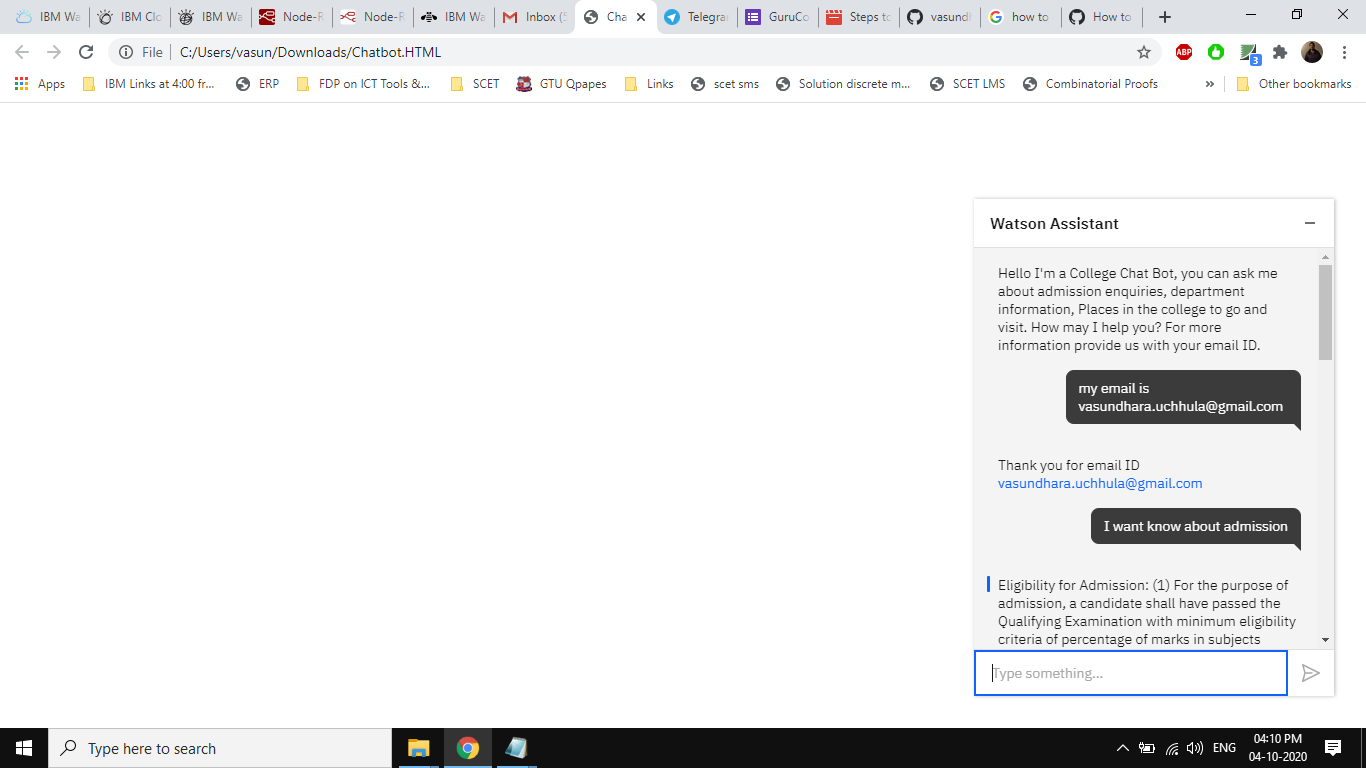 IBM Wa
IBM Clo
IBM Wa
Node-R
Node-R
IBM Wa
Inbox (5
Cha
Telegra
GuruCo
Steps to
vasundh
how to
How to
File
C:/Users/vasun/Downloads/Chatbot.HTML
ABP
3
Apps
IBM Links at 4:00 fr...
ERP
FDP on ICT Tools &...
SCET
GTU Qpapes
Links
scet sms
Solution discrete m...
SCET LMS
Combinatorial Proofs
»
Other bookmarks
Watson Assistant
Hello I'm a College Chat Bot, you can ask me
about admission enquiries, department
information, Places in the college to go and
visit. How may I help you? For more
information provide us with your email ID.
my email is
vasundhara.uchhula@gmail.com
Thank you for email ID
vasundhara.uchhula@gmail.com
I want know about admission
Eligibility for Admission: (1) For the purpose of
admission, a candidate shall have passed the
Qualifying Examination with minimum eligibility
criteria of percentage of marks in subjects
Type something...
Type here to search
ENG
04:10 PM
04-10-2020